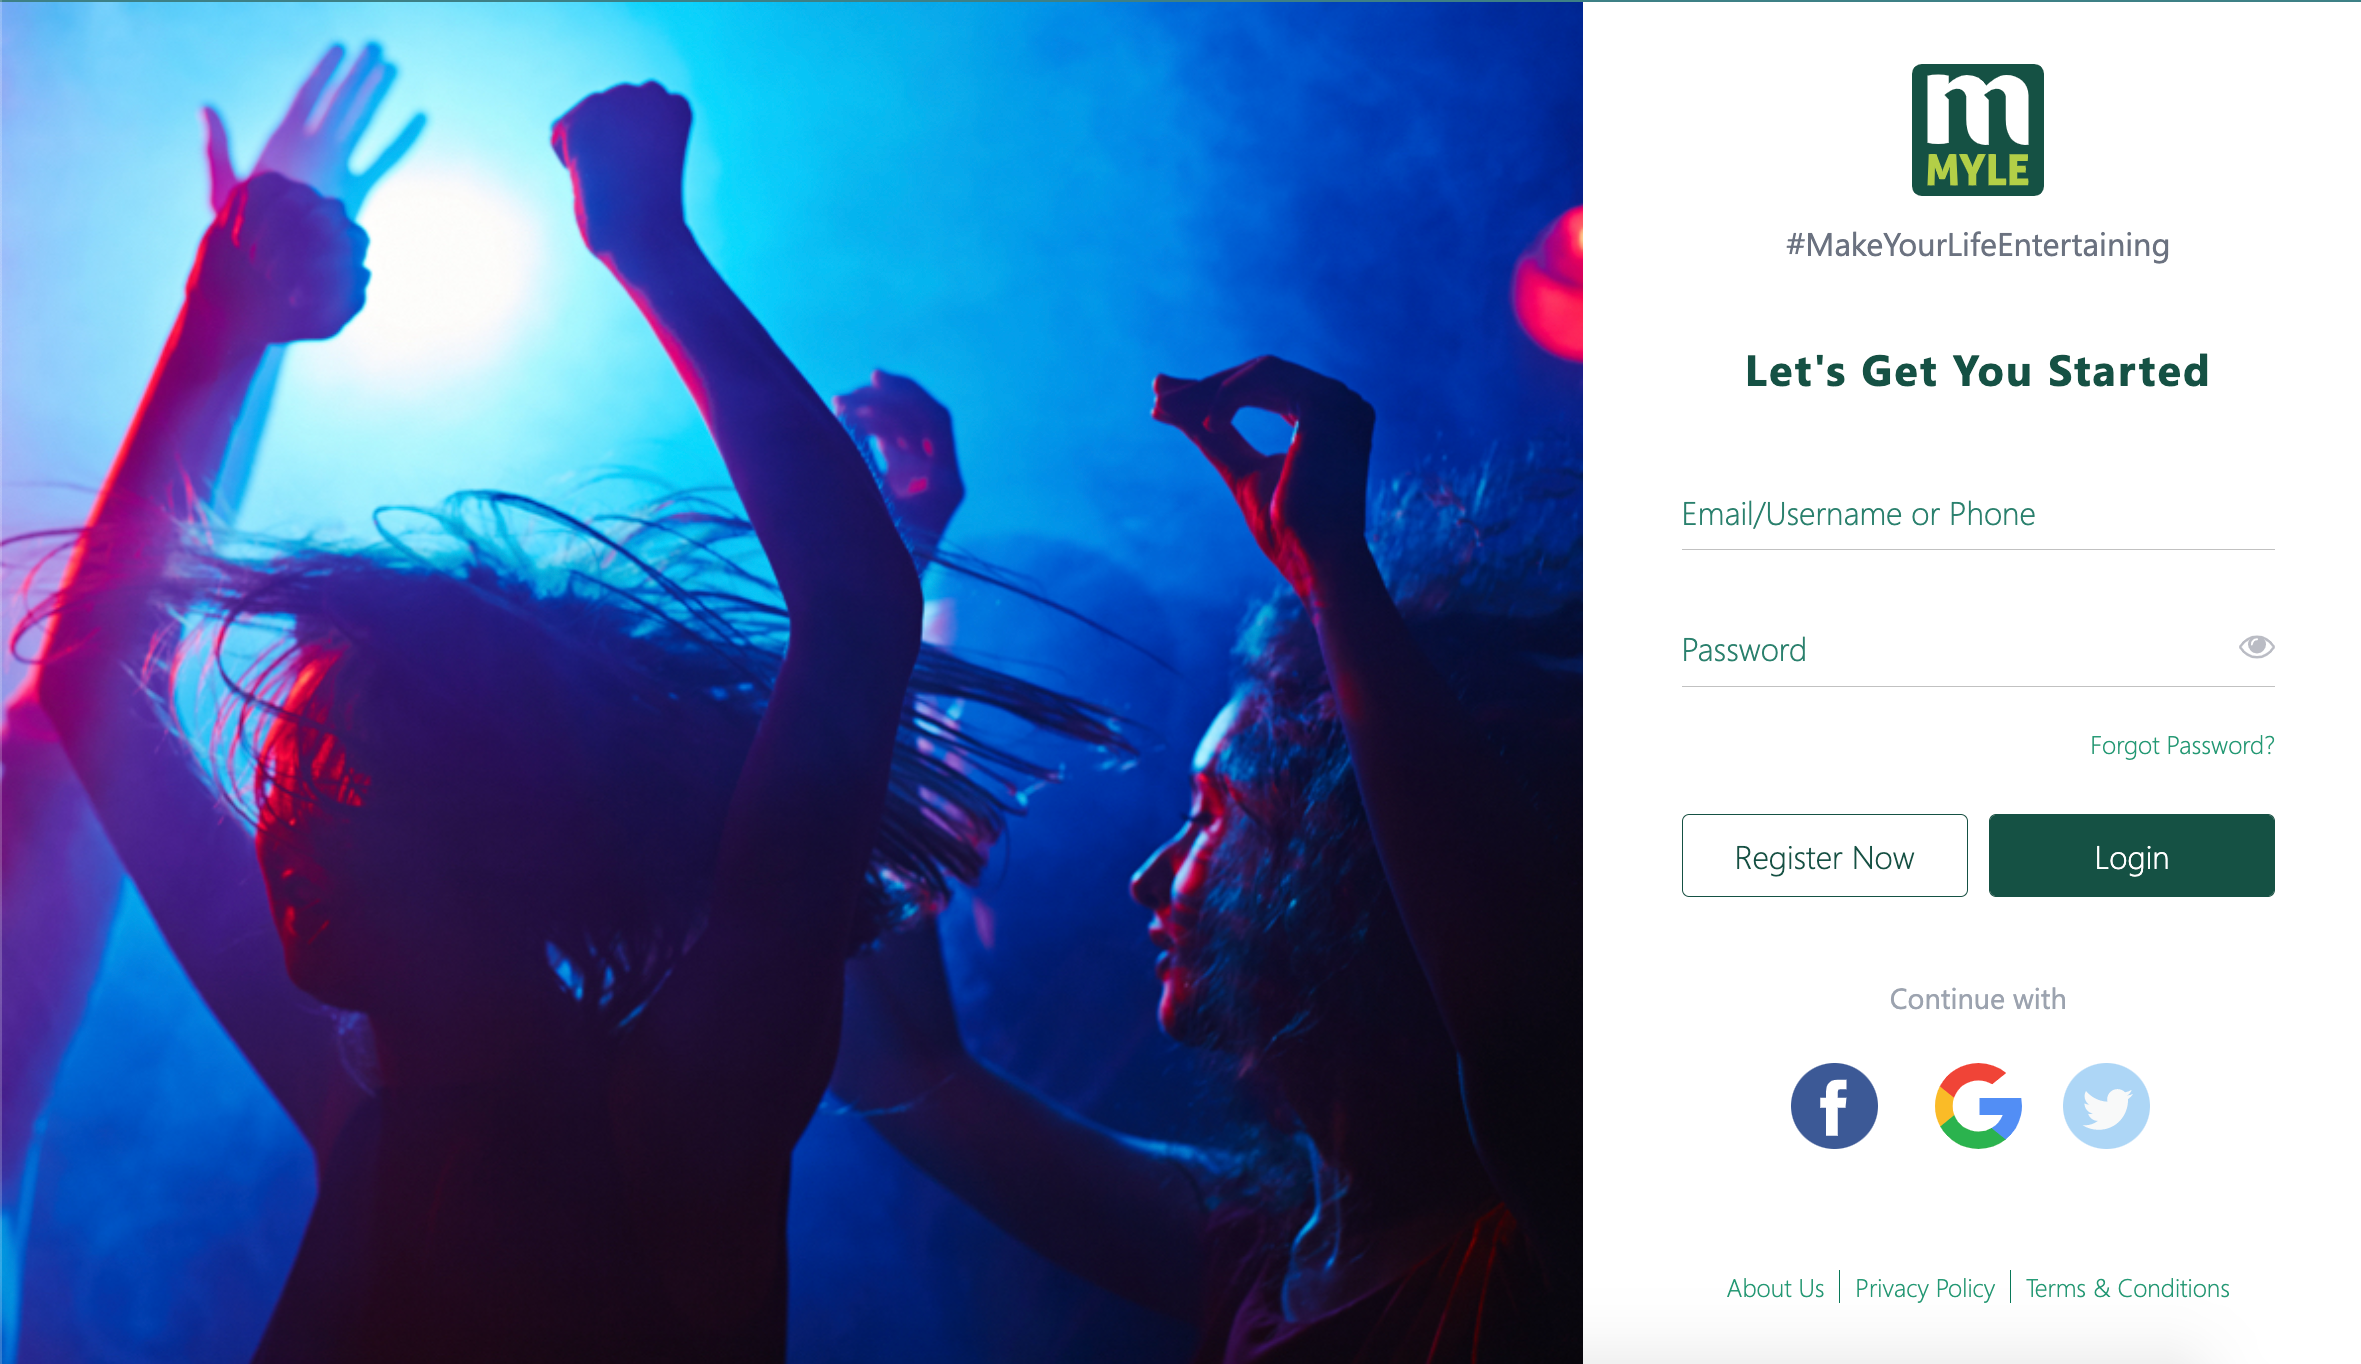 m
MYLE
#MakeYourLifeEntertaining
Let's Get You Started
Email/Username or Phone
Password
Forgot Password?
Register Now
Login
Continue with
About Us
Privacy Policy
Terms & Conditions